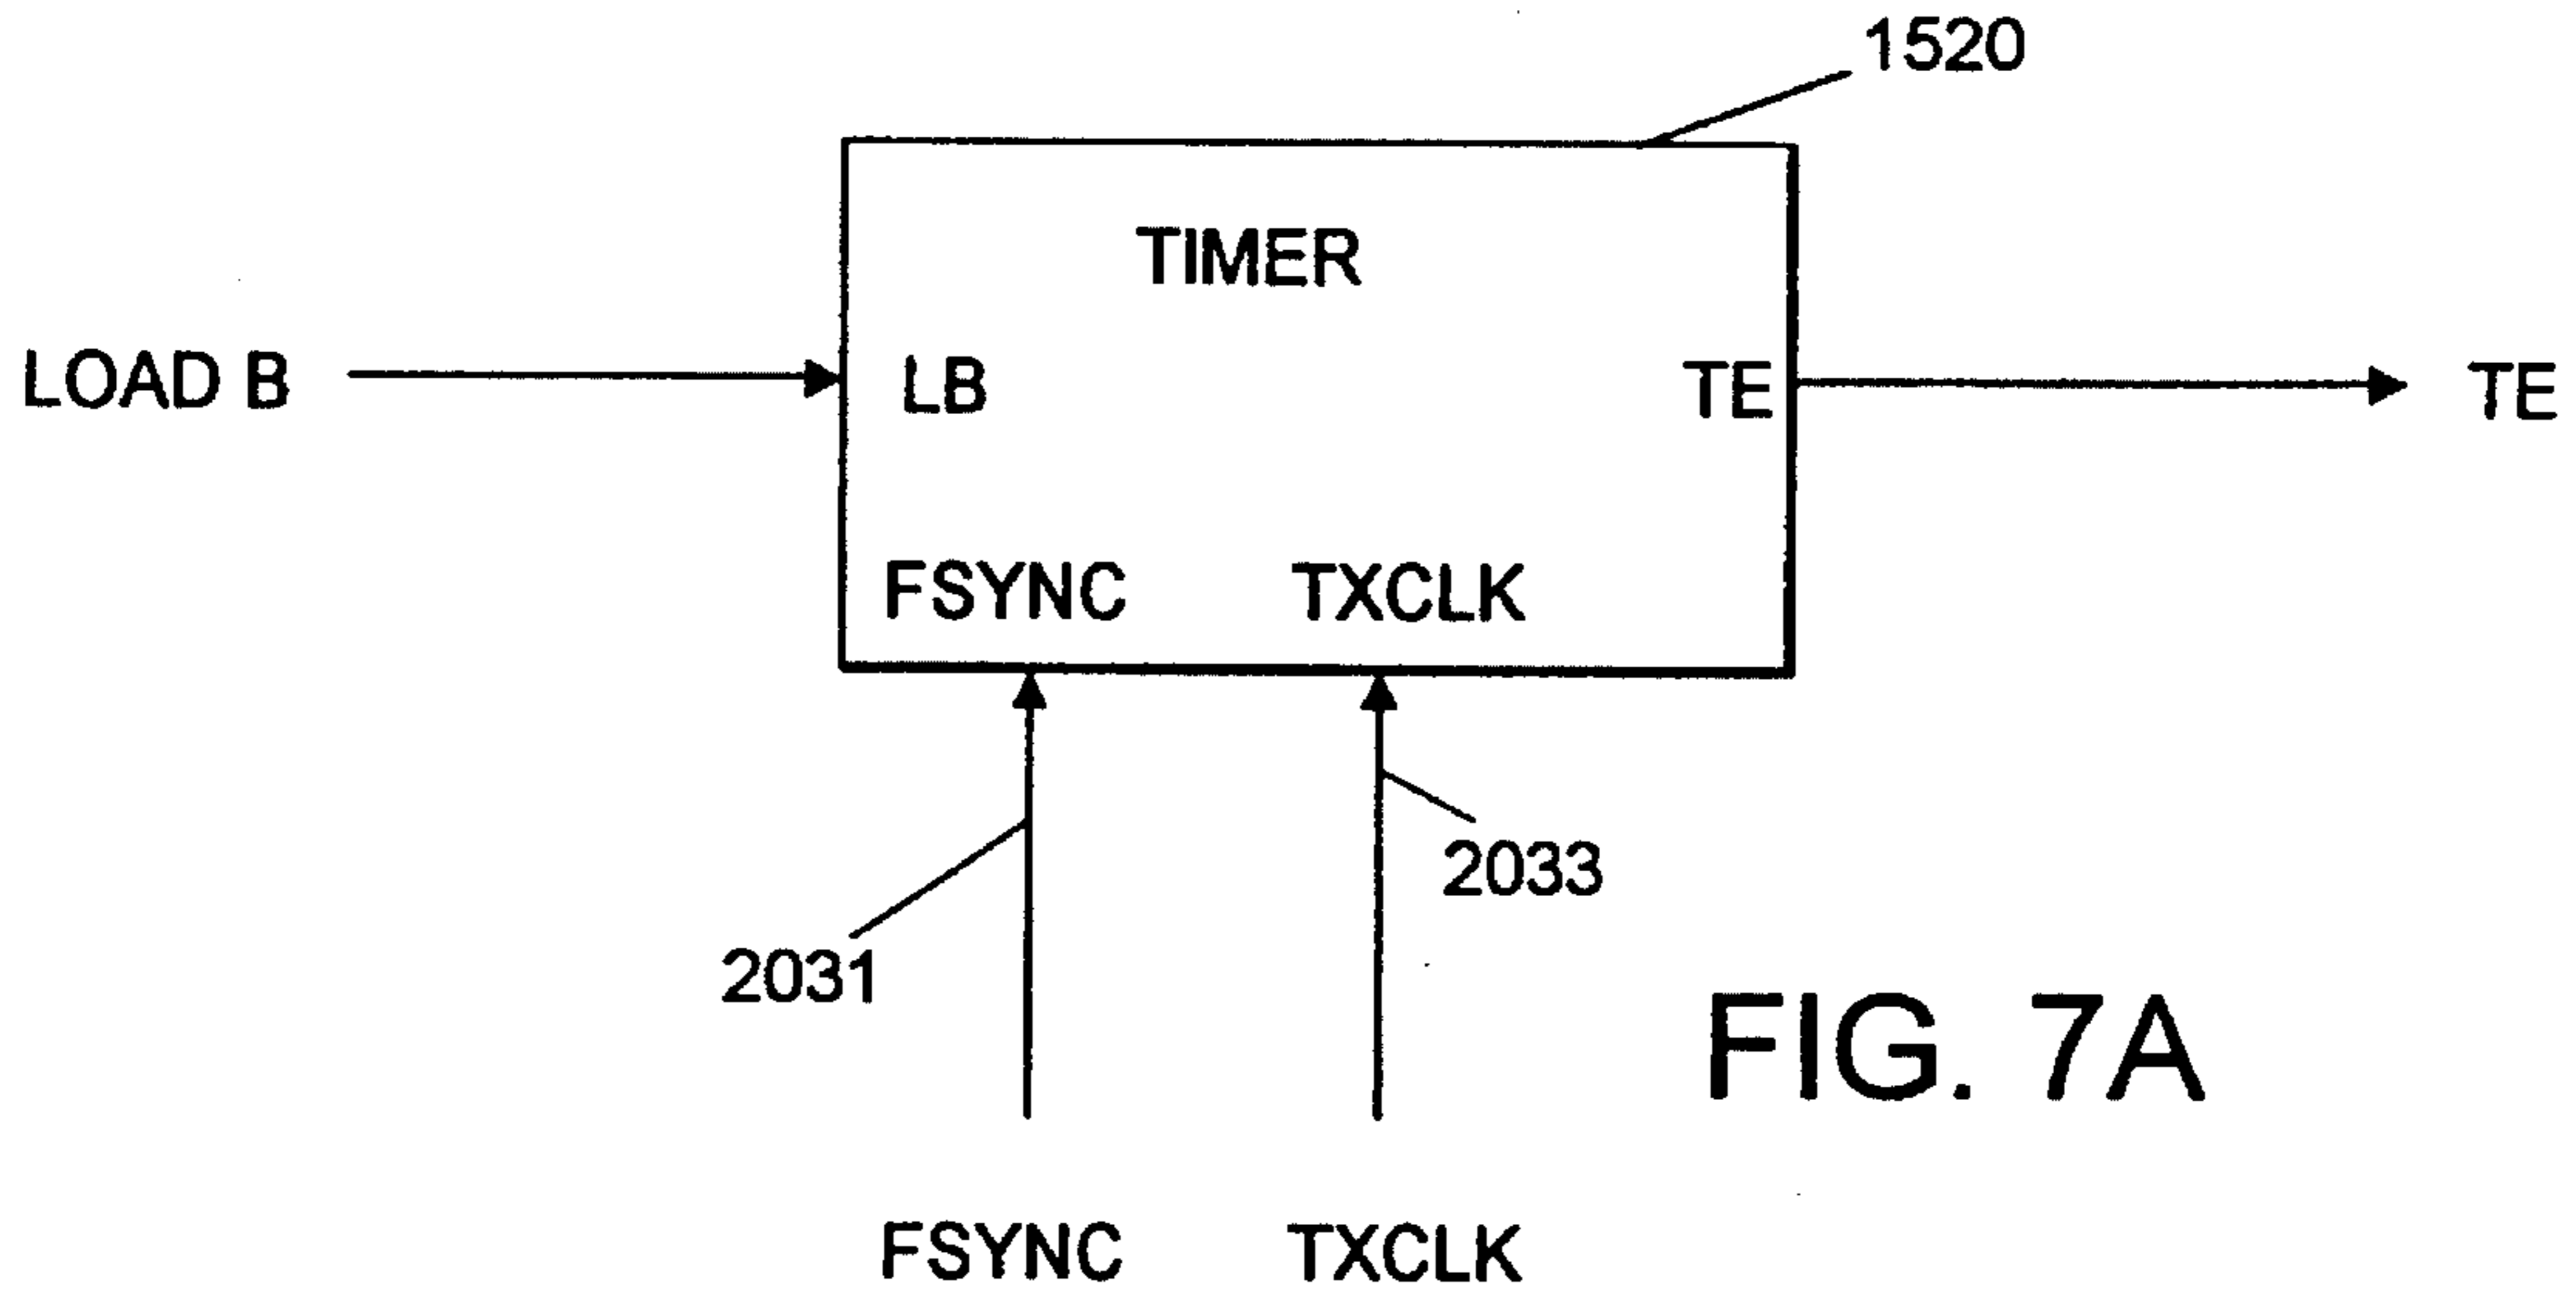 1520
TIMER
LOAD B
LB
TE
TE
FSYNC
TXCLK
2033
2031
FIG. 7A
FSYNC
TXCLK